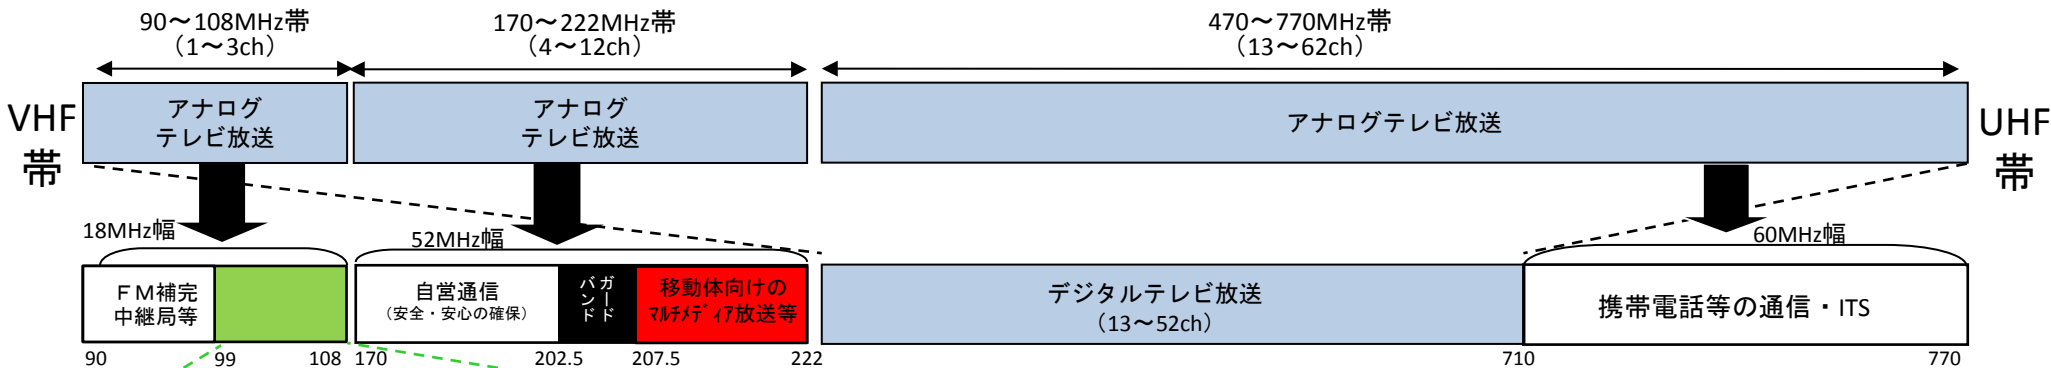 90～108MHz帯
（1～3ch）
170～222MHz帯
（4～12ch）
470～770MHz帯
（13～62ch）
VHF
帯
アナログ
テレビ放送
アナログ
テレビ放送
アナログテレビ放送
UHF
帯
18MHz幅
52MHz幅
60MHz幅
ＦＭ補完
中継局等
自営通信
（安全・安心の確保）
ガード
バンド
移動体向けの
ﾏﾙﾁﾒﾃﾞｨｱ放送等
デジタルテレビ放送
（13～52ch）
携帯電話等の通信・ITS
90
99
108
170
202.5
207.5
222
710
770